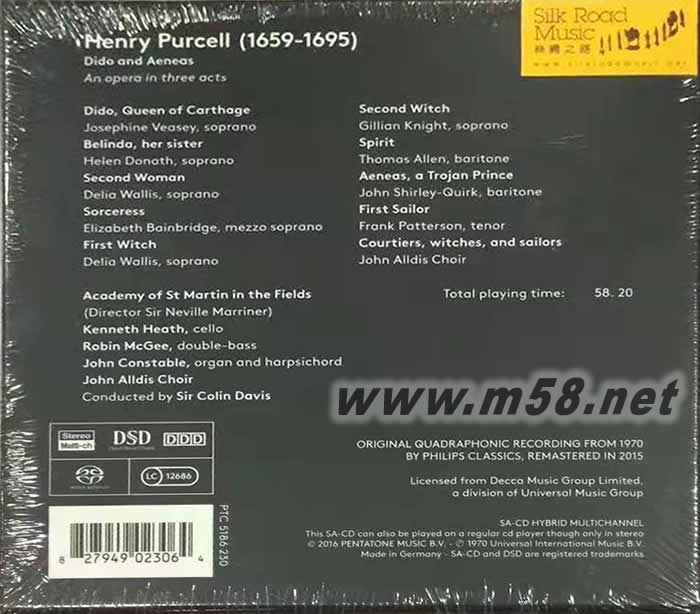 Silk Road
Music
絲綢之路
Henry Purcell (1659-1695)
Dido and Aeneas
An opera in three acts
Dido, Queen of Carthage
Josephine Veasey, soprano
Belinda, her sister
Helen Donath, soprano
Second Woman
Delia Wallis, soprano
Sorceress
Elizabeth Bainbridge, mezzo soprano
First Witch
Delia Wallis, soprano
Second Witch
Gillian Knight, soprano
Spirit
Thomas Allen, baritone
Aeneas, a Trojan Prince
John Shirley-Quirk, baritone
First Sailor
Frank Patterson, tenor
Courtiers, witches, and sailors
John Alldis Choir
Academy of St Martin in the Fields
(Director Sir Neville Marriner)
Kenneth Heath, cello
Robin McGee, double-bass
John Constable, organ and harpsichord
John Alldis Choir
Conducted by Sir Colin Davis
Total playing time: 58. 20
www.m58.net
Stereo
Multi-ch
DSD
DDD
LC 12686
ORIGINAL QUADRAPHONIC RECORDING FROM 1970
BY PHILIPS CLASSICS, REMASTERED IN 2015
Licensed from Decca Music Group Limited,
a division of Universal Music Group
SA-CD HYBRID MULTICHANNEL
This SA-CD can also be played on a regular cd player though only in stereo
© 2016 PENTATONE MUSIC B.V. - ℗ 1970 Universal International Music B.V.
Made in Germany - SA-CD and DSD are registered trademarks
PTC 5186 230
8 27949 02306 4